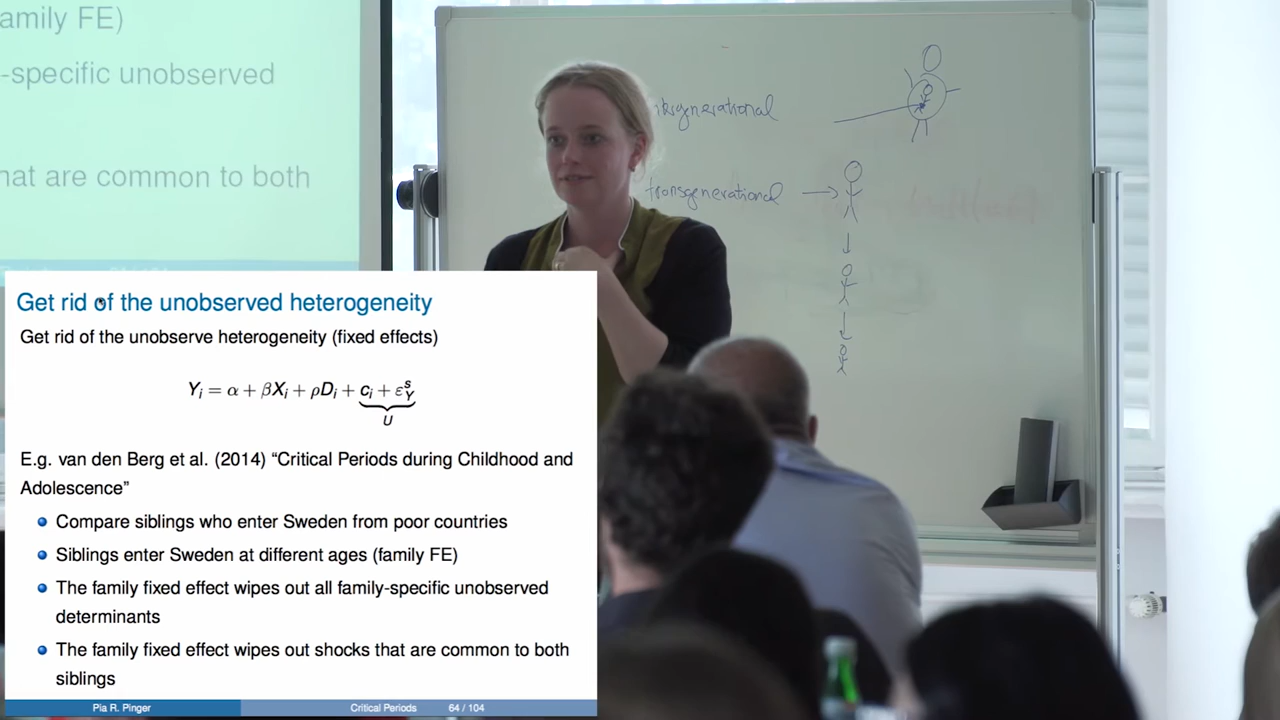 amily FE)
-specific unobserved
hat are common to both
transgenerational
Get rid of the unobserved heterogeneity
Get rid of the unobserve heterogeneity (fixed effects)
Yᵢ = α + βXᵢ + ρDᵢ + cᵢ + εˢ_Y
U
E.g. van den Berg et al. (2014) “Critical Periods during Childhood and
Adolescence”
Compare siblings who enter Sweden from poor countries
Siblings enter Sweden at different ages (family FE)
The family fixed effect wipes out all family-specific unobserved
determinants
The family fixed effect wipes out shocks that are common to both
siblings
Pia R. Pinger Critical Periods 64 / 104